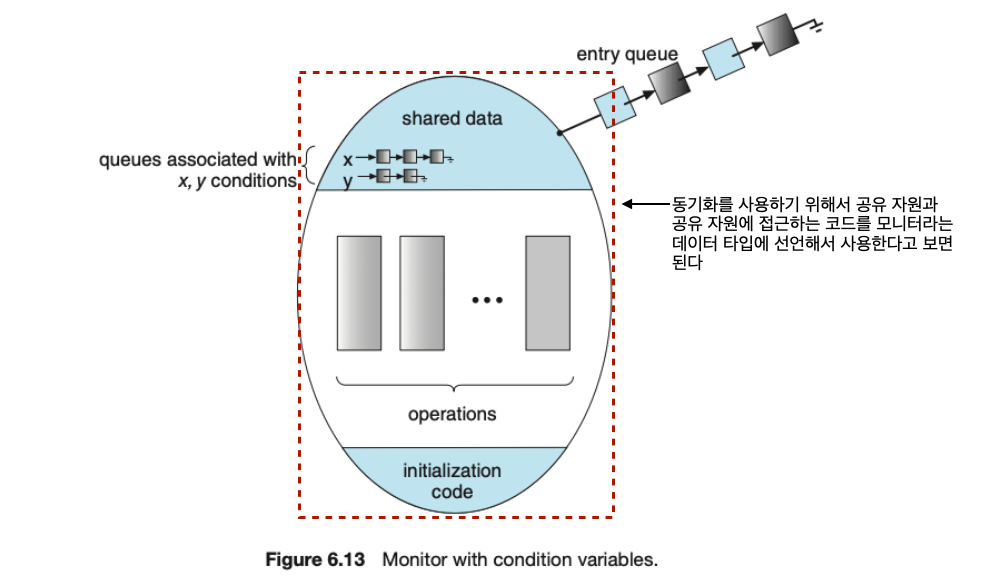 entry queue
shared data
queues associated with
x, y conditions
x
y
동기화를 사용하기 위해서 공유 자원과
공유 자원에 접근하는 코드를 모니터라는
데이터 타입에 선언해서 사용한다고 보면
된다
operations
initialization
code
Figure 6.13 Monitor with condition variables.